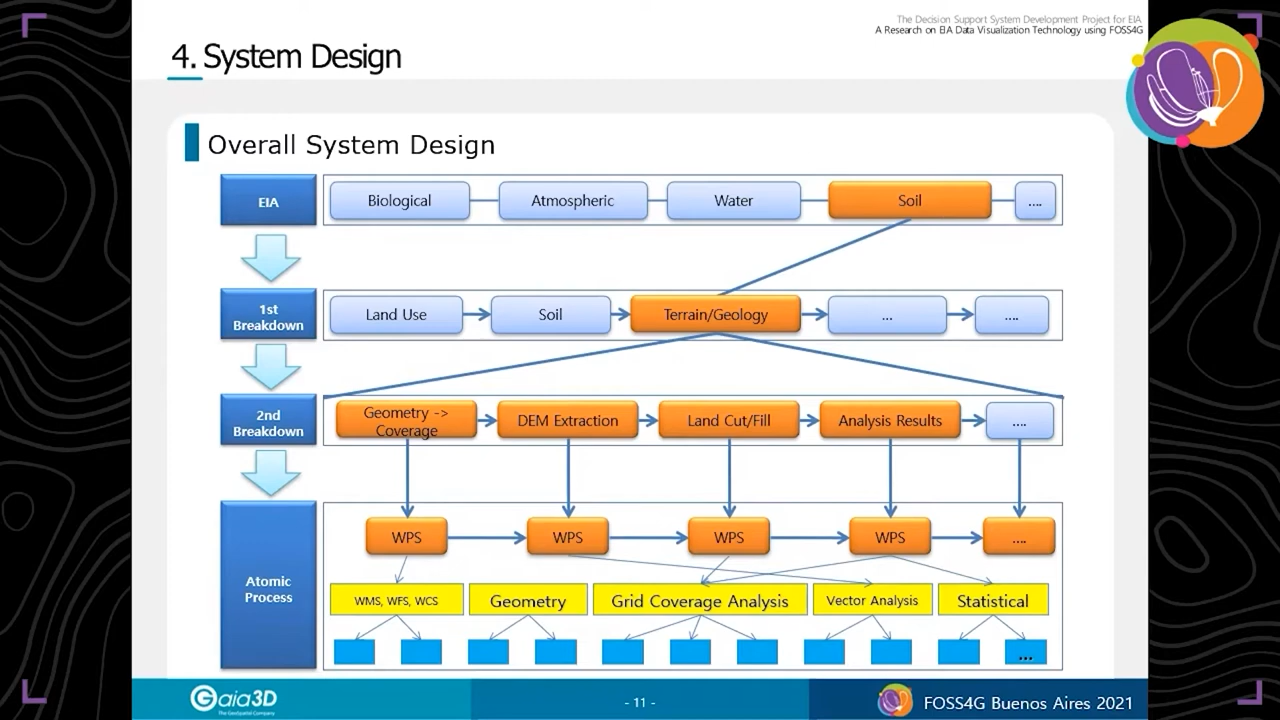 The Decision Support System Development Project for EIA.
A Research on EIA Data Visualization Technology using FOSS4G
4. System Design
Overall System Design
EIA
Biological
Atmospheric
Water
Soil
....
1st
Breakdown
Land Use
Soil
Terrain/Geology
...
....
2nd
Breakdown
Geometry ->
Coverage
DEM Extraction
Land Cut/Fill
Analysis Results
....
Atomic
Process
WPS
WPS
WPS
WPS
....
WMS, WFS, WCS
Geometry
Grid Coverage Analysis
Vector Analysis
Statistical
...
Gaia3D
The GeoSpatial Company
- 11 -
FOSS4G Buenos Aires 2021